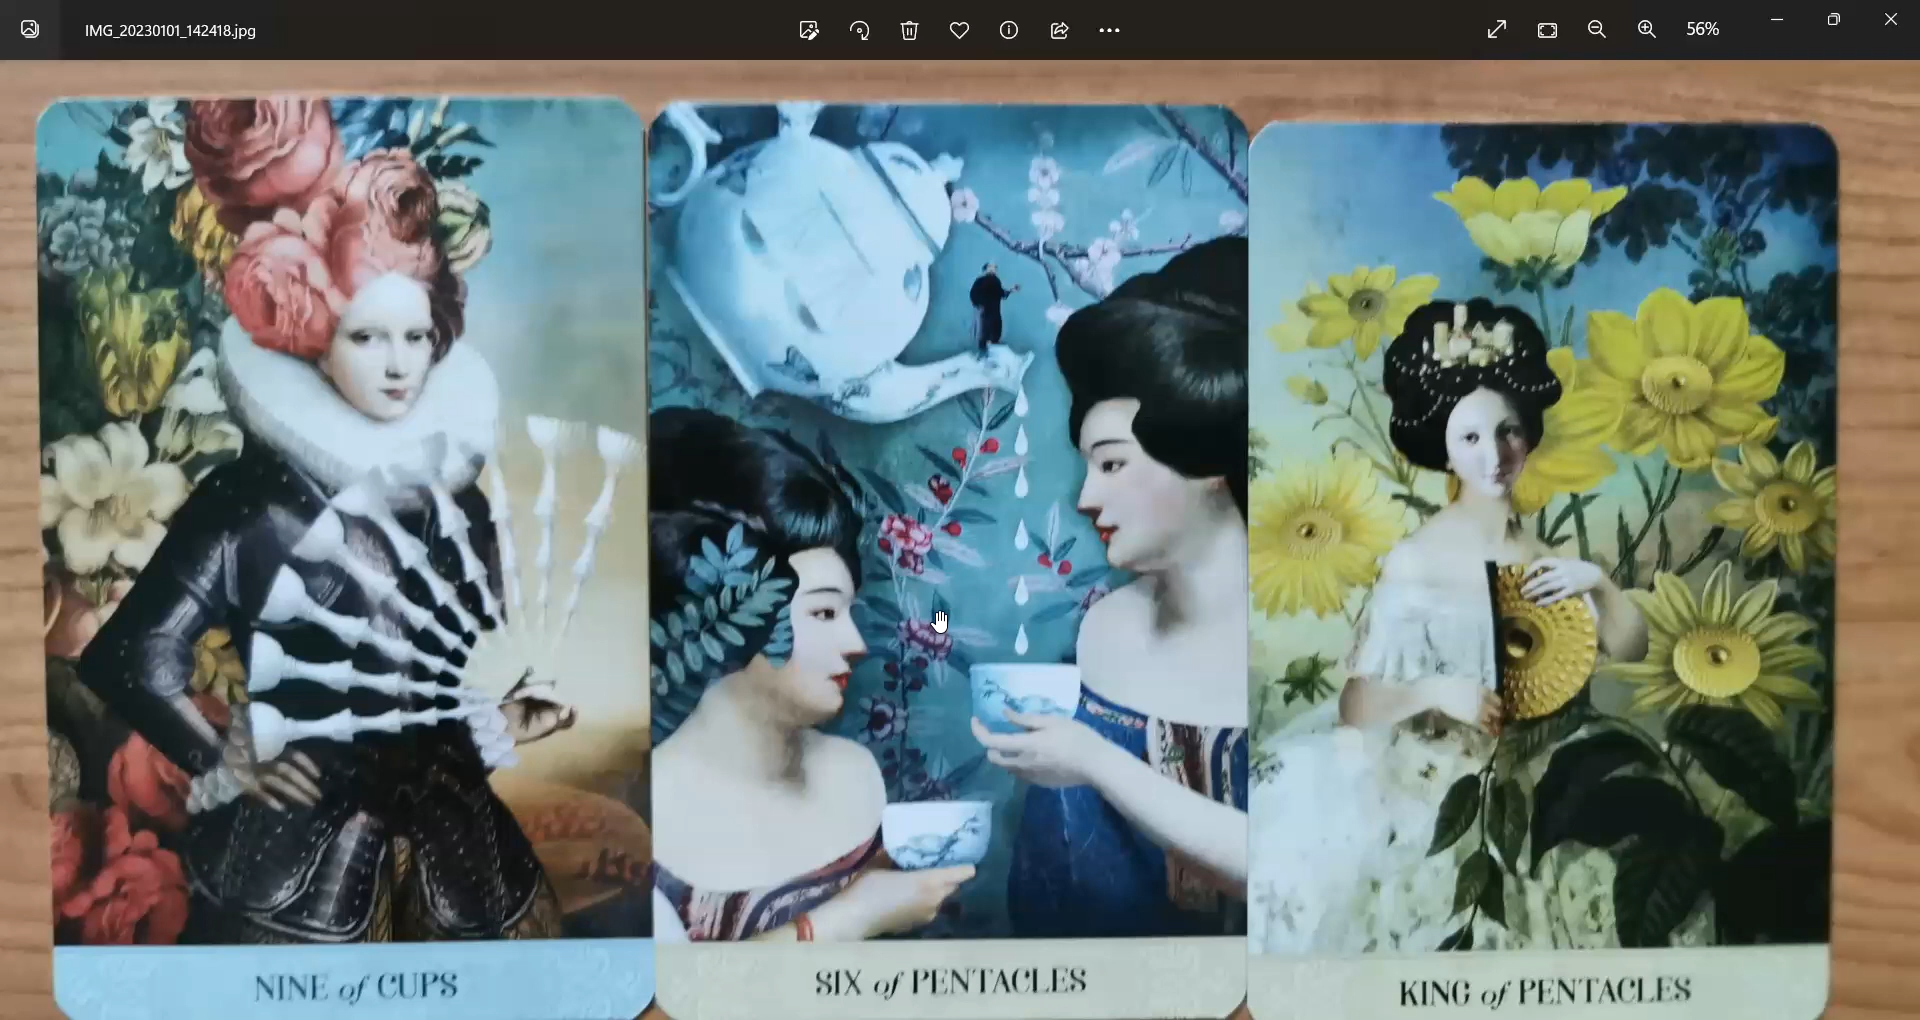 IMG_20230101_142418.jpg
56%
NINE of CUPS
SIX of PENTACLES
KING of PENTACLES